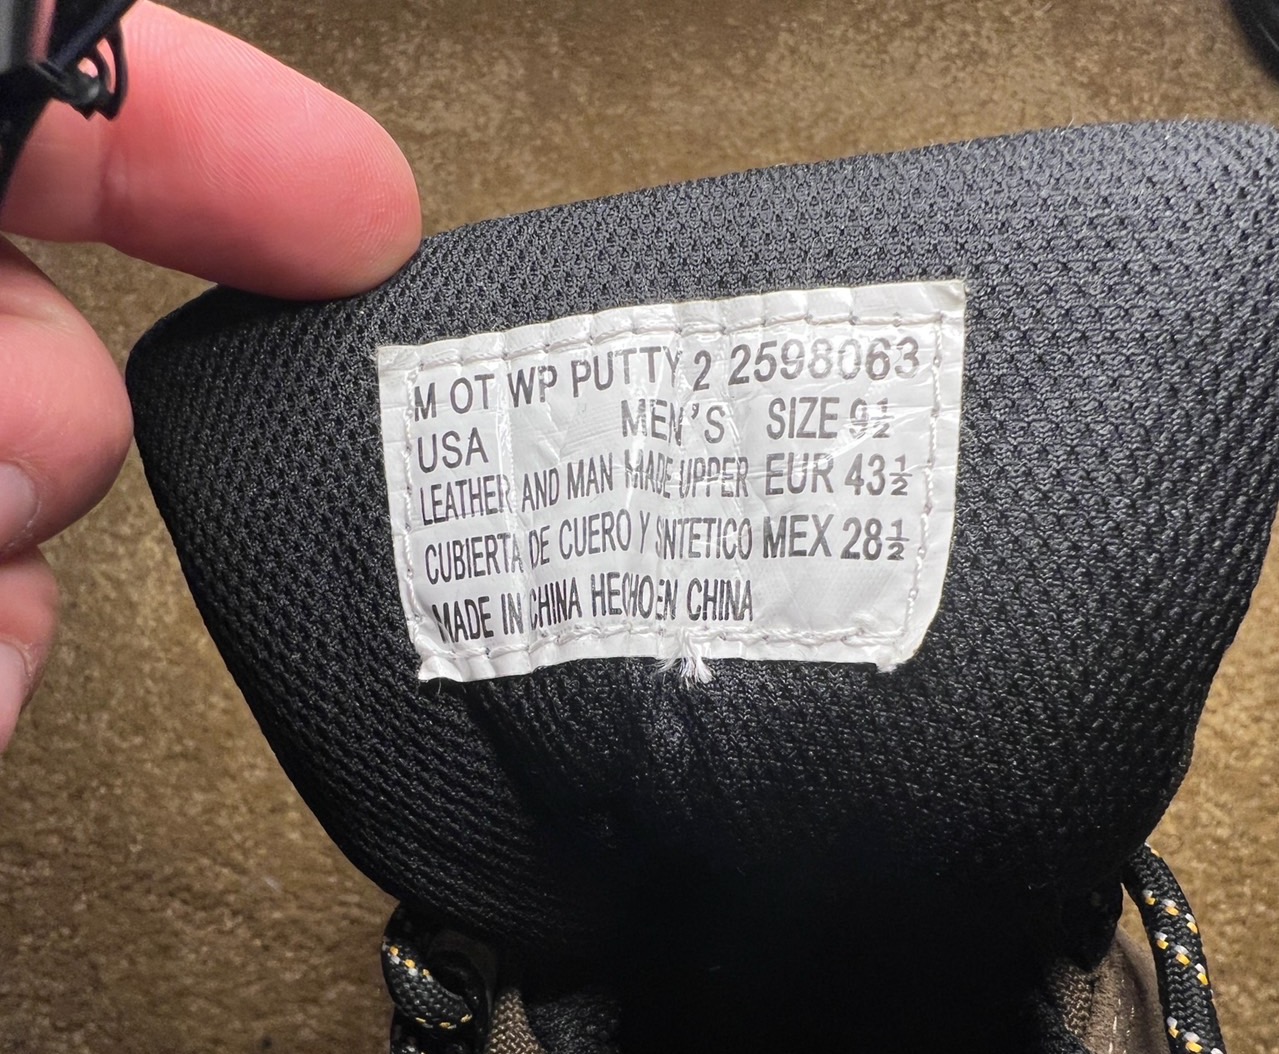 M OT WP PUTTY 2 2598063
USA MEN'S SIZE 9½
LEATHER AND MAN MADE UPPER EUR 43½
CUBIERTA DE CUERO Y SINTETICO MEX 28½
MADE IN CHINA HECHO EN CHINA